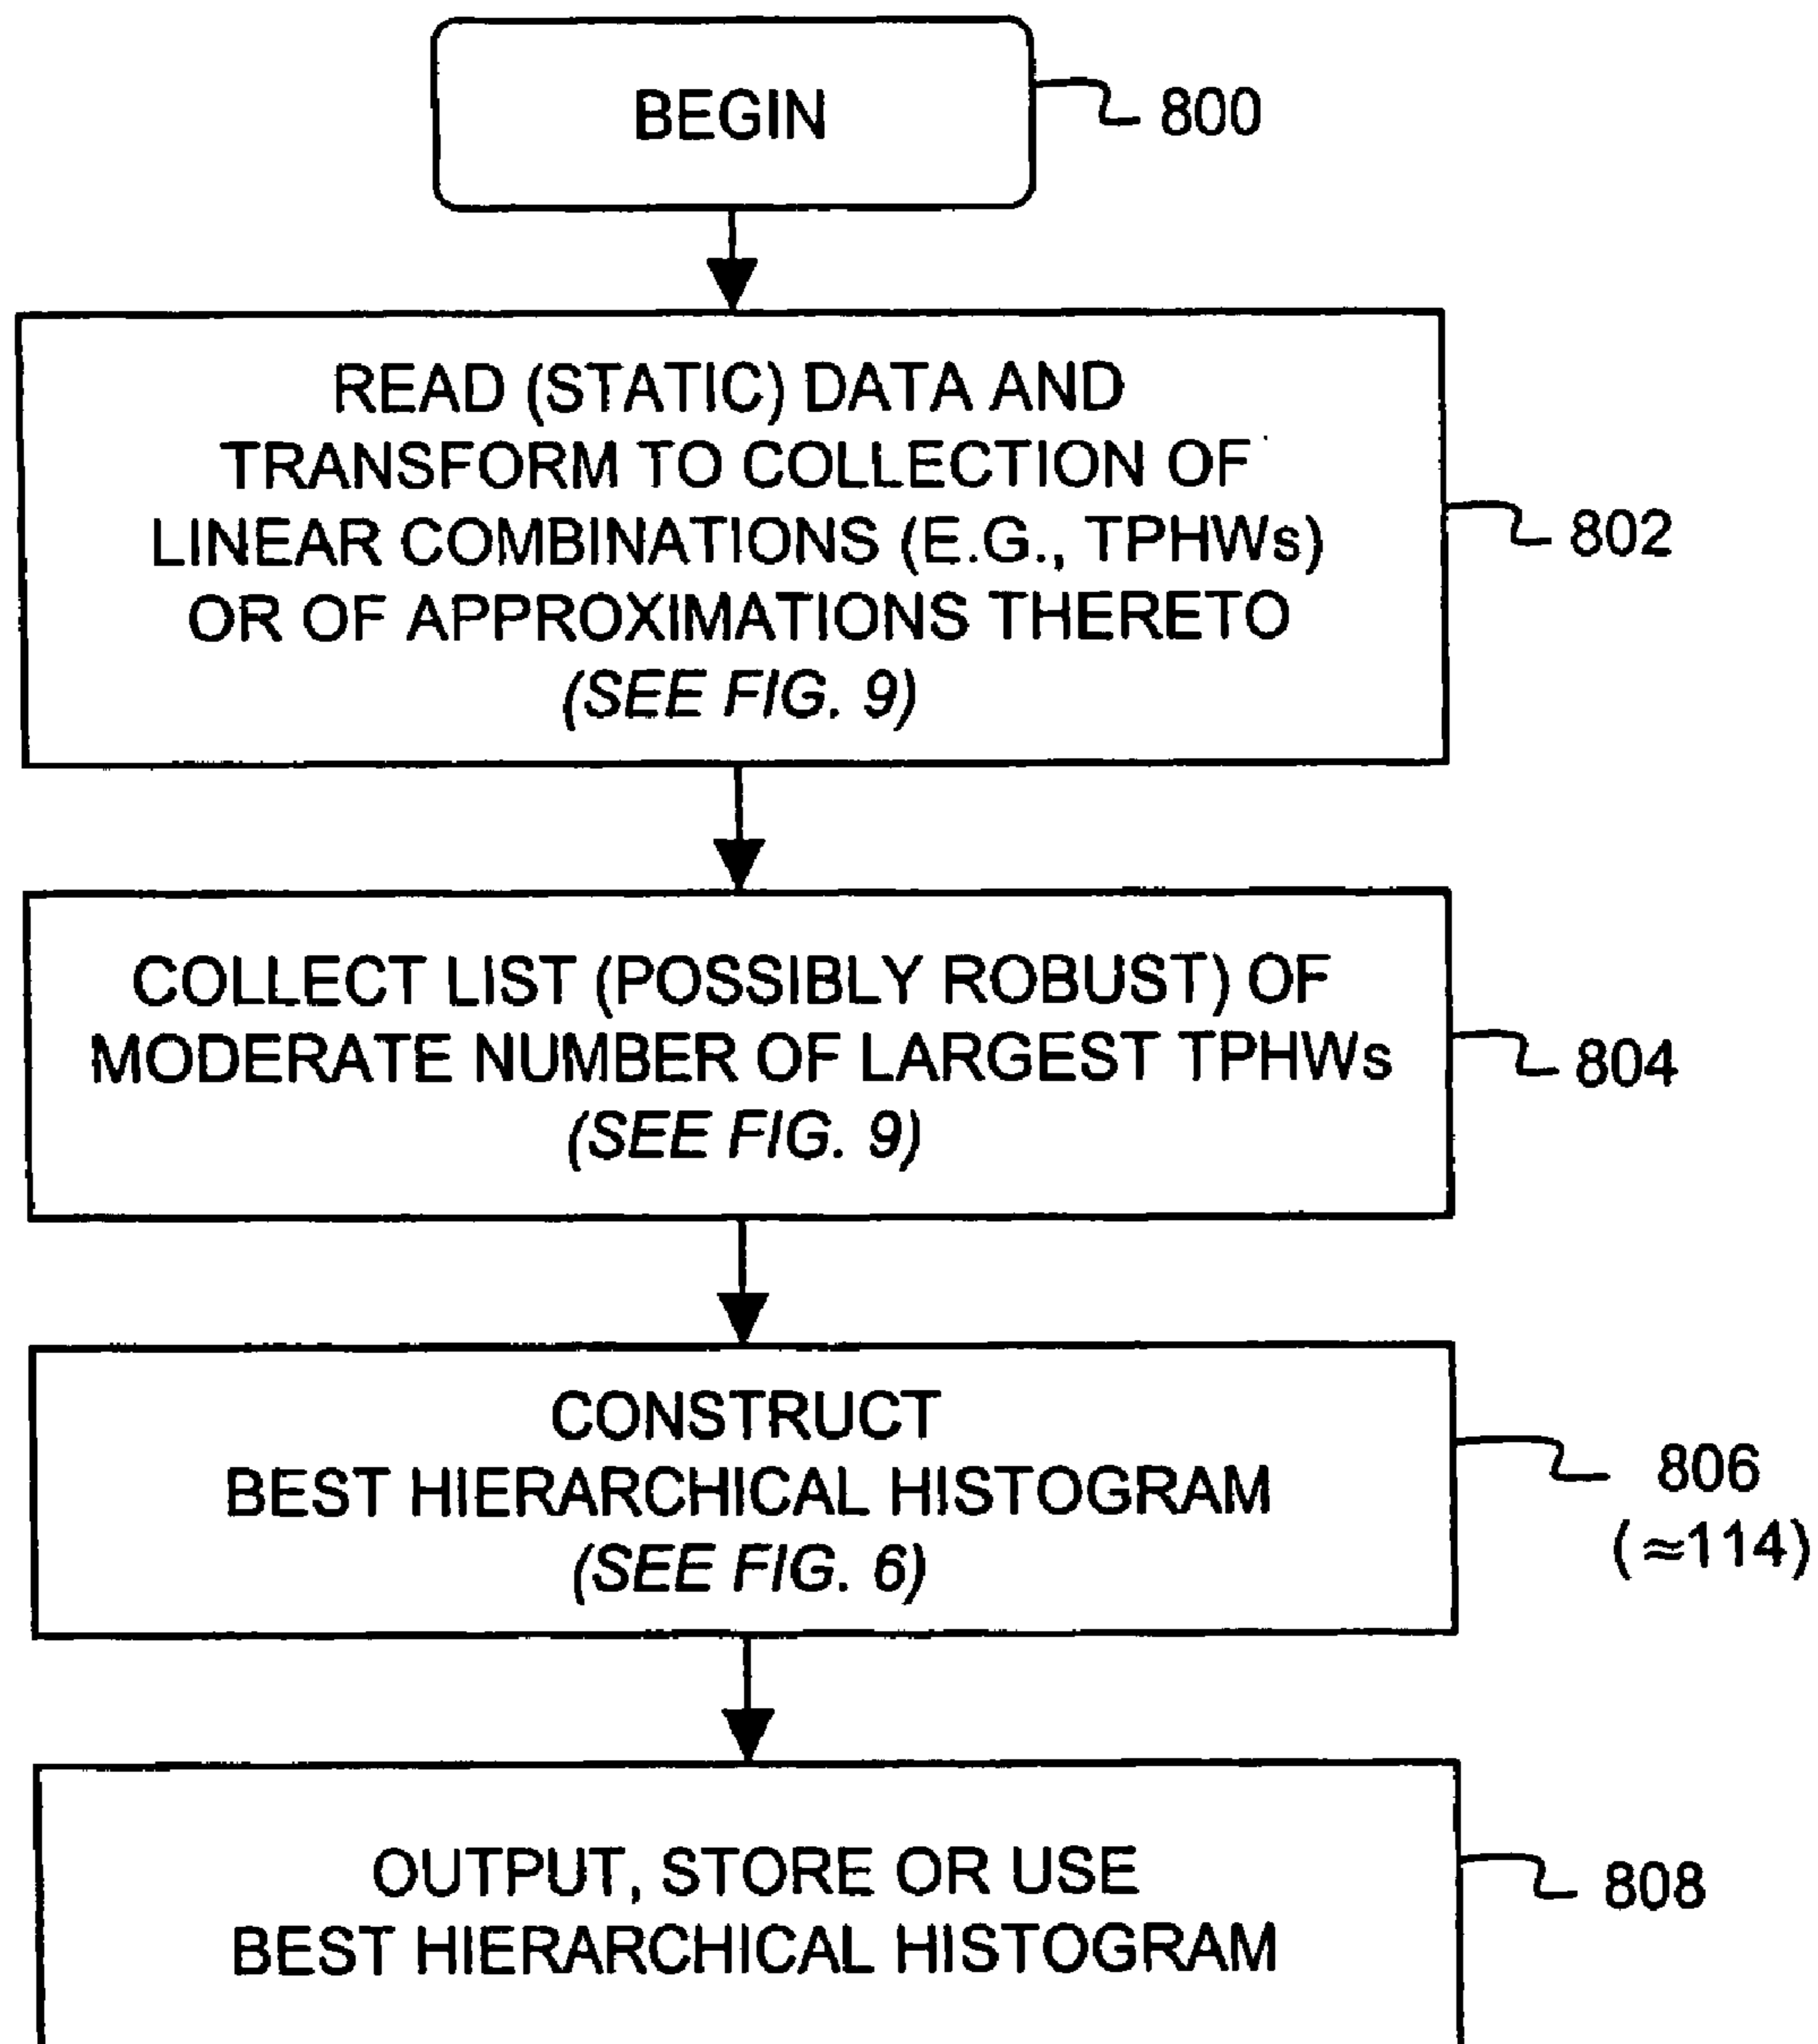 BEGIN
800
READ (STATIC) DATA AND
TRANSFORM TO COLLECTION OF
LINEAR COMBINATIONS (E.G., TPHWs)
OR OF APPROXIMATIONS THERETO
(SEE FIG. 9)
802
COLLECT LIST (POSSIBLY ROBUST) OF
MODERATE NUMBER OF LARGEST TPHWs
(SEE FIG. 9)
804
CONSTRUCT
BEST HIERARCHICAL HISTOGRAM
(SEE FIG. 6)
806
(≈114)
OUTPUT, STORE OR USE
BEST HIERARCHICAL HISTOGRAM
808